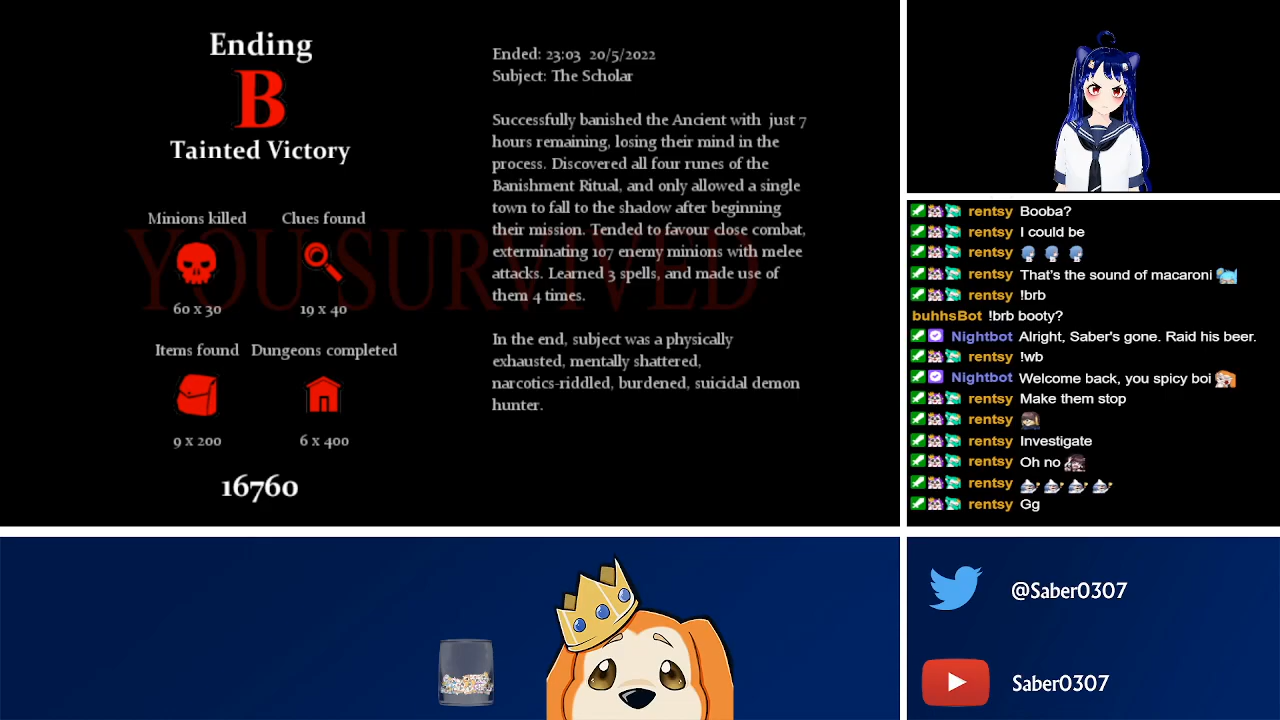 Ending
B
Tainted Victory
Minions killed
Clues found
60 x 30
19 x 40
Items found
Dungeons completed
9 x 200
6 x 400
16760
YOU SURVIVED
Ended: 23:03 20/5/2022
Subject: The Scholar
Successfully banished the Ancient with just 7
hours remaining, losing their mind in the
process. Discovered all four runes of the
Banishment Ritual, and only allowed a single
town to fall to the shadow after beginning
their mission. Tended to favour close combat,
exterminating 107 enemy minions with melee
attacks. Learned 3 spells, and made use of
them 4 times.
In the end, subject was a physically
exhausted, mentally shattered,
narcotics-riddled, burdened, suicidal demon
hunter.
rentsy Booba?
rentsy I could be
rentsy
rentsy That's the sound of macaroni
rentsy !brb
buhhsBot !brb booty?
Nightbot Alright, Saber's gone. Raid his beer.
rentsy !wb
Nightbot Welcome back, you spicy boi
rentsy Make them stop
rentsy
rentsy Investigate
rentsy Oh no
rentsy
rentsy Gg
@Saber0307
Saber0307